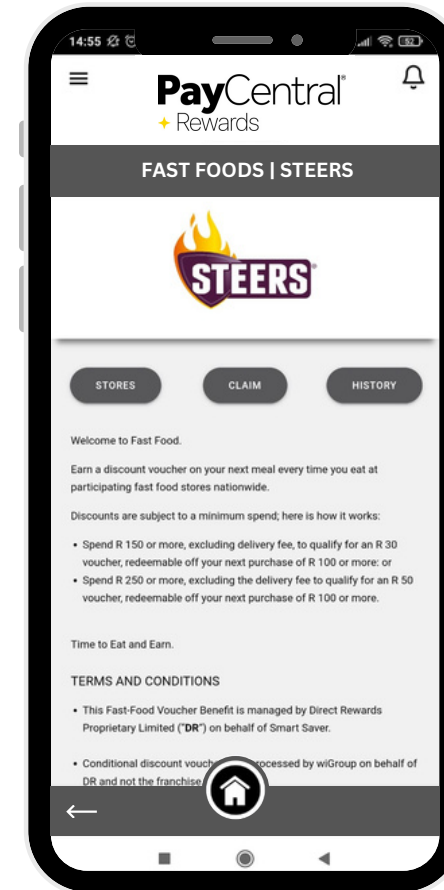 14:55
52
PayCentral®
+ Rewards
FAST FOODS | STEERS
STEERS®
STORES
CLAIM
HISTORY
Welcome to Fast Food.
Earn a discount voucher on your next meal every time you eat at
participating fast food stores nationwide.
Discounts are subject to a minimum spend; here is how it works:
• Spend R 150 or more, excluding delivery fee, to qualify for an R 30
voucher, redeemable off your next purchase of R 100 or more: or
• Spend R 250 or more, excluding the delivery fee to qualify for an R 50
voucher, redeemable off your next purchase of R 100 or more.
Time to Eat and Earn.
TERMS AND CONDITIONS
• This Fast-Food Voucher Benefit is managed by Direct Rewards
Proprietary Limited ("DR") on behalf of Smart Saver.
• Conditional discount vouch rocessed by wiGroup on behalf of
DR and not the franchise